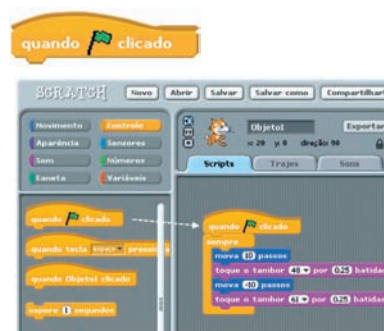 quando clicado
SCRATCH Novo Abrir Salvar Salvar como Compartilhar
Movimento Controle
Aparência Sensores
Som Números
Caneta Variáveis
Objeto1 Exportar
x: 20 y: 0 direção: 90
Scripts Trajes Sons
quando clicado
quando tecla
quando Objeto1 clicado
espere 1 segundos
quando clicado
sempre
mova 10 passos
toque o tambor 48 por 0.25 batidas
mova -10 passos
toque o tambor 61 por 0.25 batidas